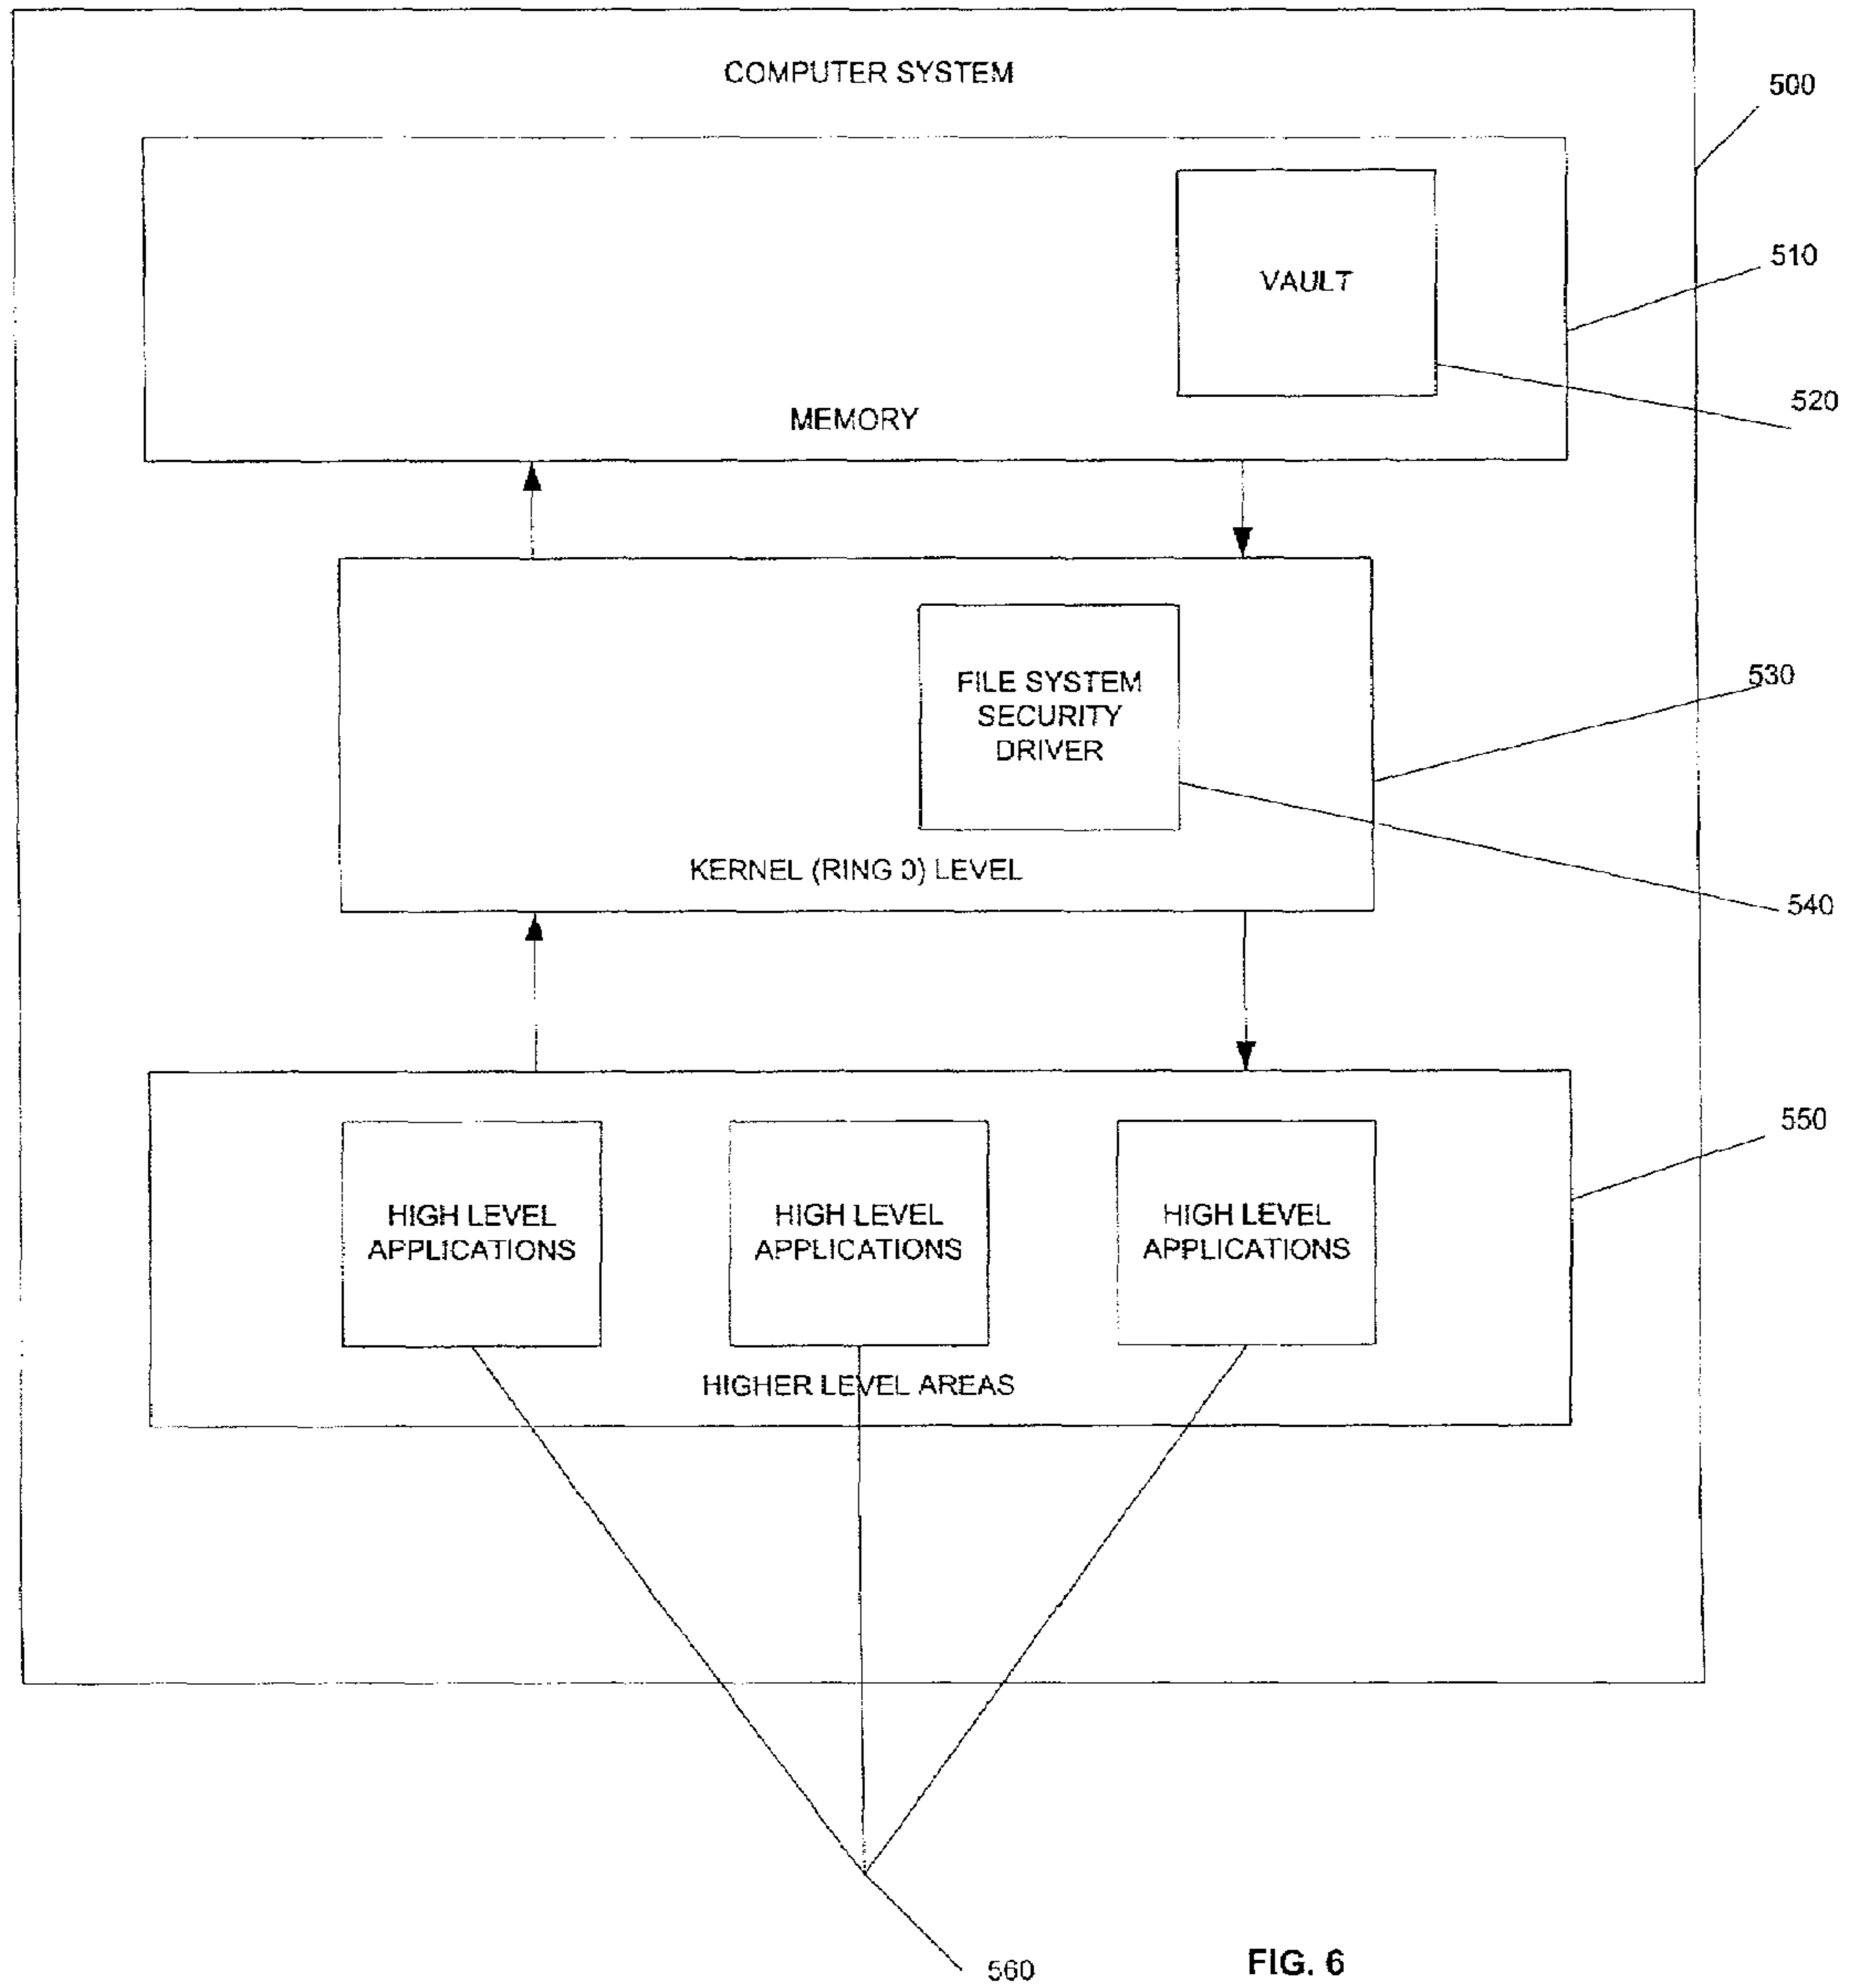 COMPUTER SYSTEM
500
VAULT
510
520
MEMORY
FILE SYSTEM
SECURITY
DRIVER
530
KERNEL (RING 0) LEVEL
540
550
HIGH LEVEL
APPLICATIONS
HIGH LEVEL
APPLICATIONS
HIGH LEVEL
APPLICATIONS
HIGHER LEVEL AREAS
560
FIG. 6